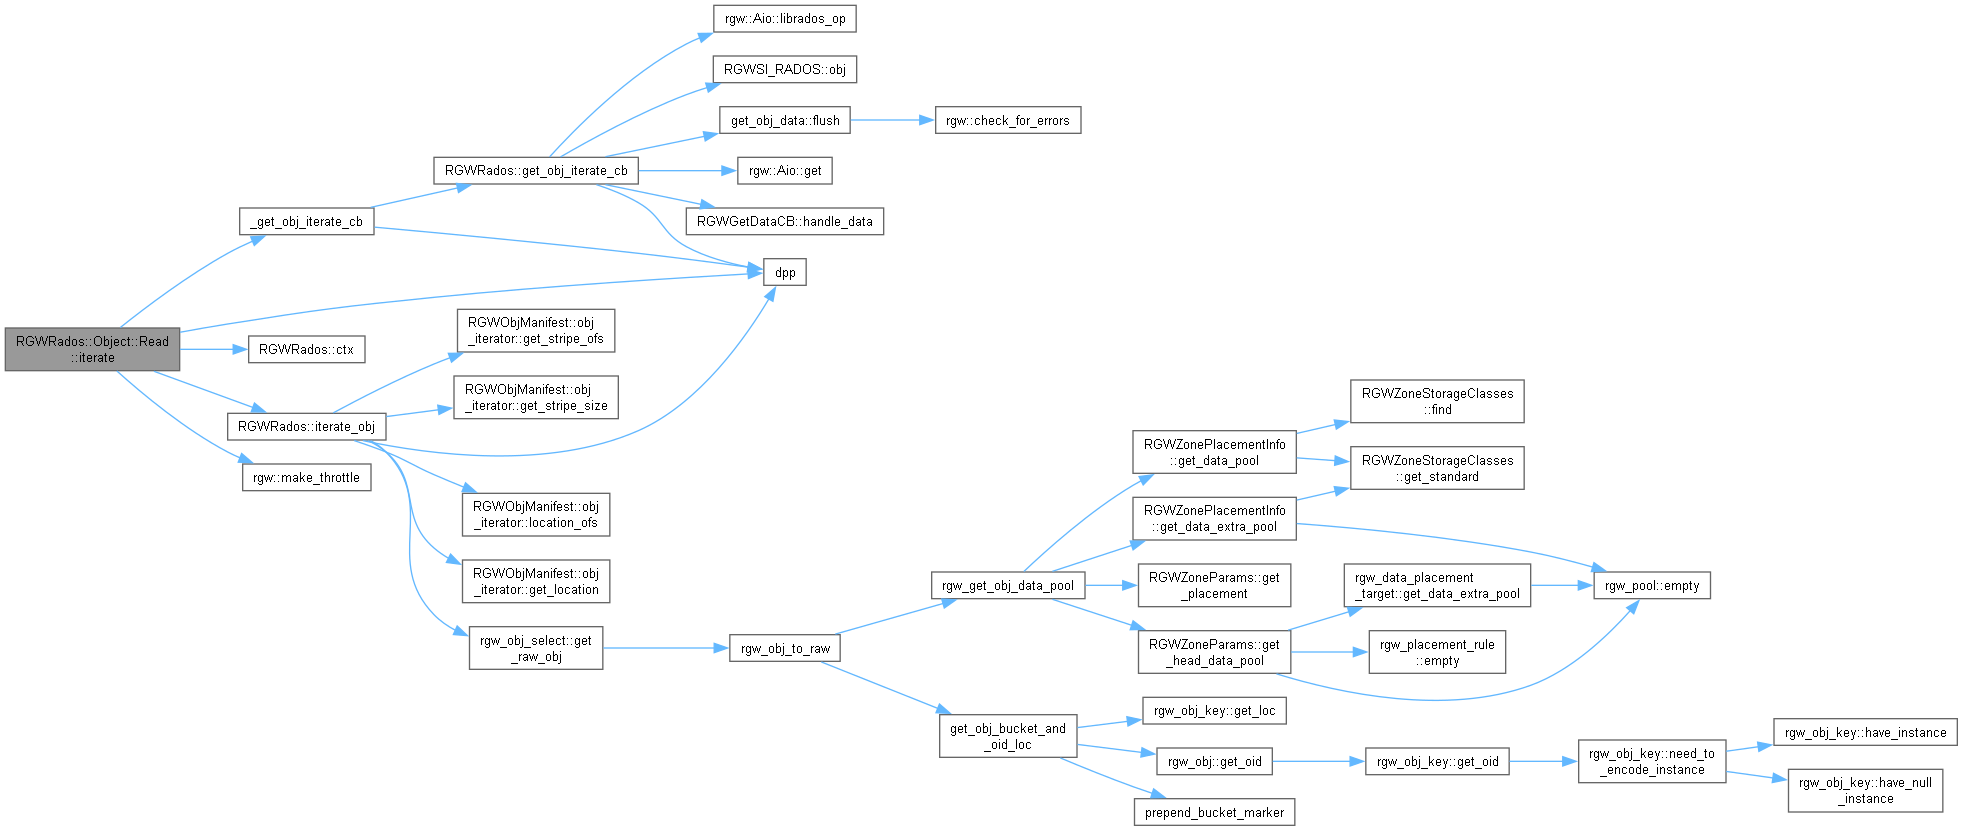 rgw::Aio::librados_op
RGWSI_RADOS::obj
get_obj_data::flush
rgw::check_for_errors
RGWRados::get_obj_iterate_cb
rgw::Aio::get
_get_obj_iterate_cb
RGWGetDataCB::handle_data
dpp
RGWRados::Object::Read
::iterate
RGWRados::ctx
RGWObjManifest::obj
_iterator::get_stripe_ofs
RGWObjManifest::obj
_iterator::get_stripe_size
RGWRados::iterate_obj
rgw::make_throttle
RGWObjManifest::obj
_iterator::location_ofs
RGWObjManifest::obj
_iterator::get_location
rgw_obj_select::get
_raw_obj
rgw_obj_to_raw
RGWZoneStorageClasses
::find
RGWZonePlacementInfo
::get_data_pool
RGWZoneStorageClasses
::get_standard
RGWZonePlacementInfo
::get_data_extra_pool
rgw_get_obj_data_pool
RGWZoneParams::get
_placement
rgw_data_placement
_target::get_data_extra_pool
rgw_pool::empty
RGWZoneParams::get
_head_data_pool
rgw_placement_rule
::empty
get_obj_bucket_and
_oid_loc
rgw_obj_key::get_loc
rgw_obj::get_oid
rgw_obj_key::get_oid
rgw_obj_key::need_to
_encode_instance
rgw_obj_key::have_instance
rgw_obj_key::have_null
_instance
prepend_bucket_marker